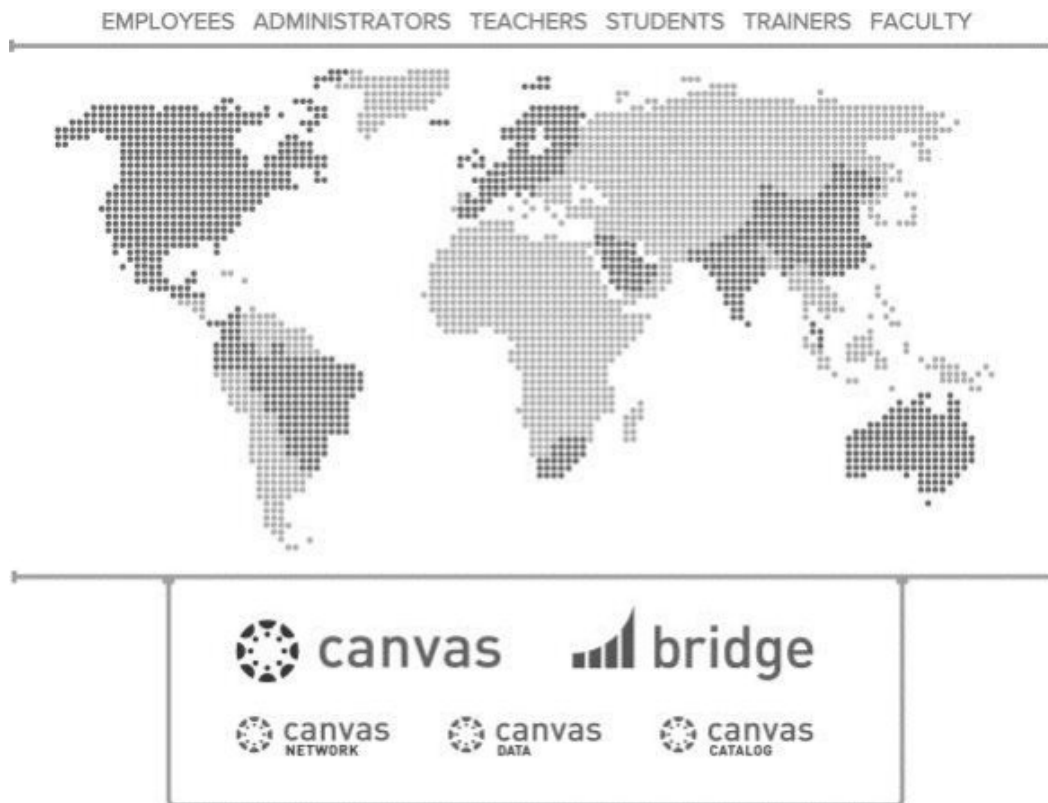 EMPLOYEES ADMINISTRATORS TEACHERS STUDENTS TRAINERS FACULTY
canvas bridge
canvas canvas canvas
NETWORK DATA CATALOG